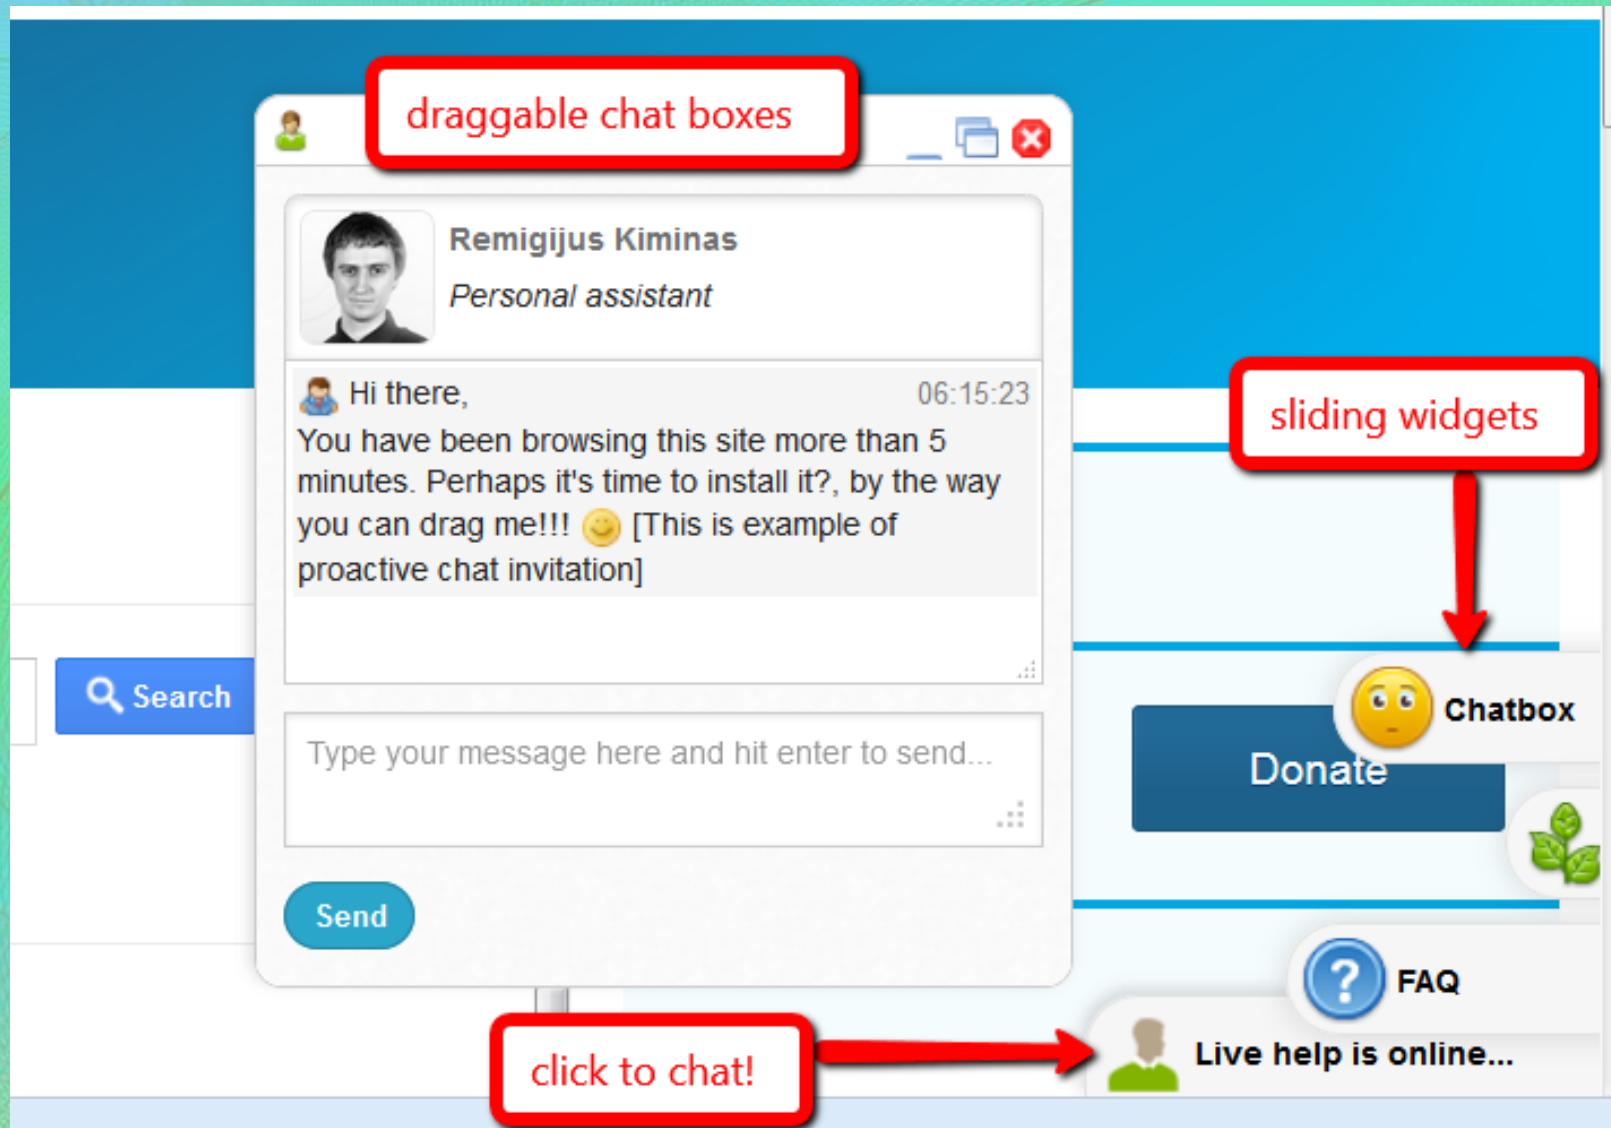 draggable chat boxes
Remigijus Kiminas
Personal assistant
Hi there, 06:15:23
You have been browsing this site more than 5
minutes. Perhaps it's time to install it?, by the way
you can drag me!!! [This is example of
proactive chat invitation]
sliding widgets
Search
Type your message here and hit enter to send...
Chatbox
Donate
Send
FAQ
click to chat!
Live help is online...